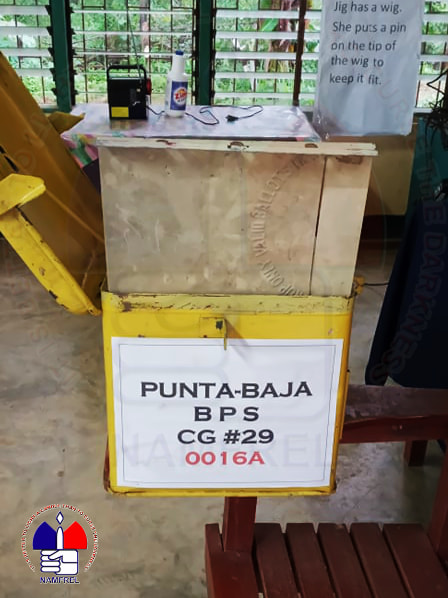 Jig has a wig.
She puts a pin
on the tip of
the wig to
keep it fit.
PUNTA-BAJA
B P S
CG #29
0016A
NAMFREL
NAMFREL